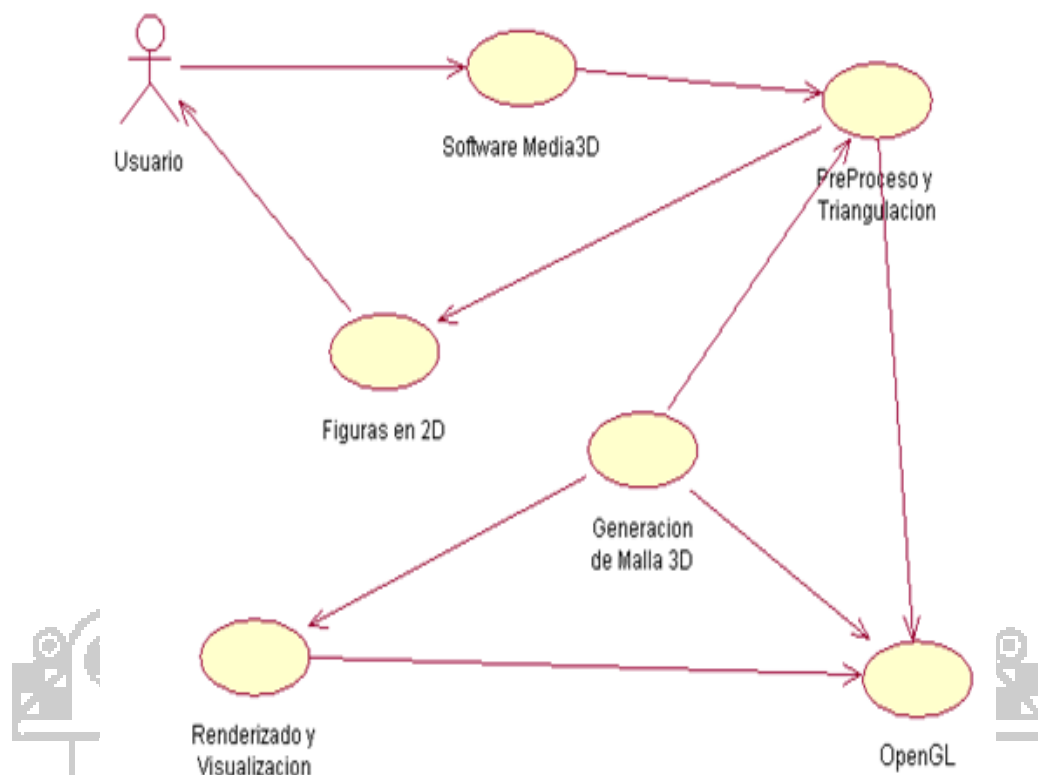 Usuario
Software Media3D
PreProceso y
Triangulacion
Figuras en 2D
Generacion
de Malla 3D
Renderizado y
Visualizacion
OpenGL